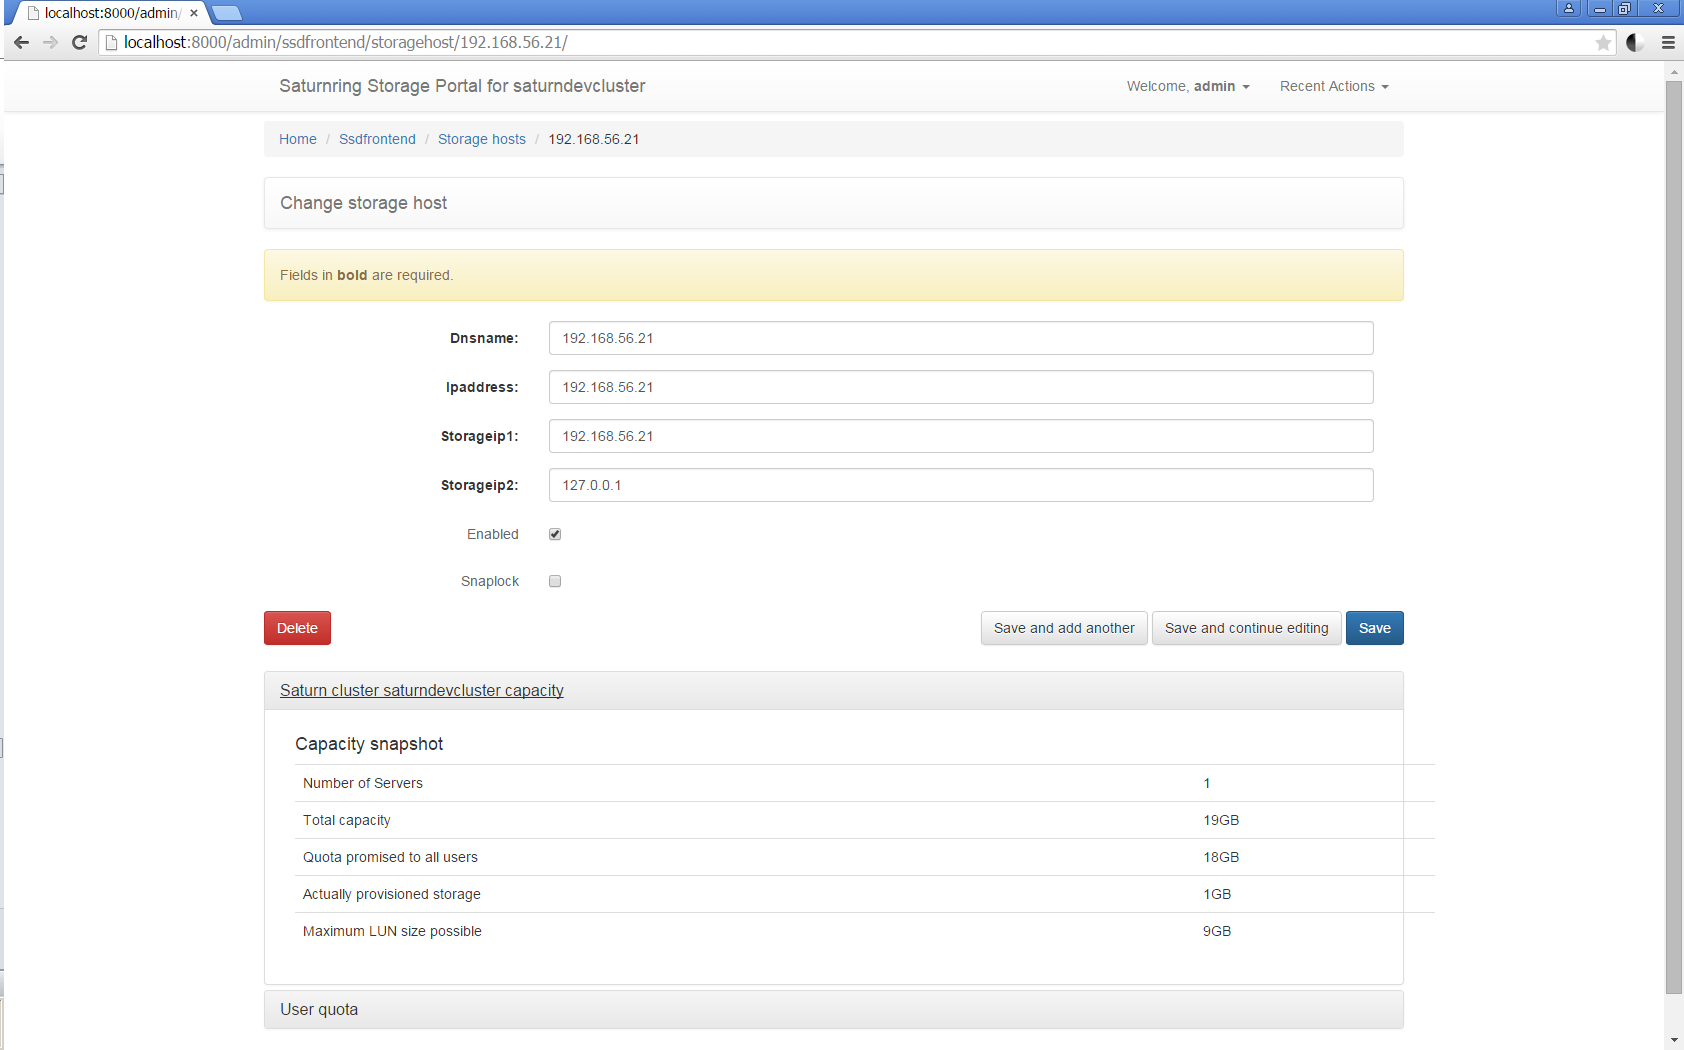 localhost:8000/admin/
localhost:8000/admin/ssdfrontend/storagehost/192.168.56.21/
Saturnring Storage Portal for saturndevcluster
Welcome, admin
Recent Actions
Home / Ssdfrontend / Storage hosts / 192.168.56.21
Change storage host
Fields in bold are required.
Dnsname: 192.168.56.21
Ipaddress: 192.168.56.21
Storageip1: 192.168.56.21
Storageip2: 127.0.0.1
Enabled
Snaplock
Delete
Save and add another
Save and continue editing
Save
Saturn cluster saturndevcluster capacity
Capacity snapshot
Number of Servers 1
Total capacity 19GB
Quota promised to all users 18GB
Actually provisioned storage 1GB
Maximum LUN size possible 9GB
User quota